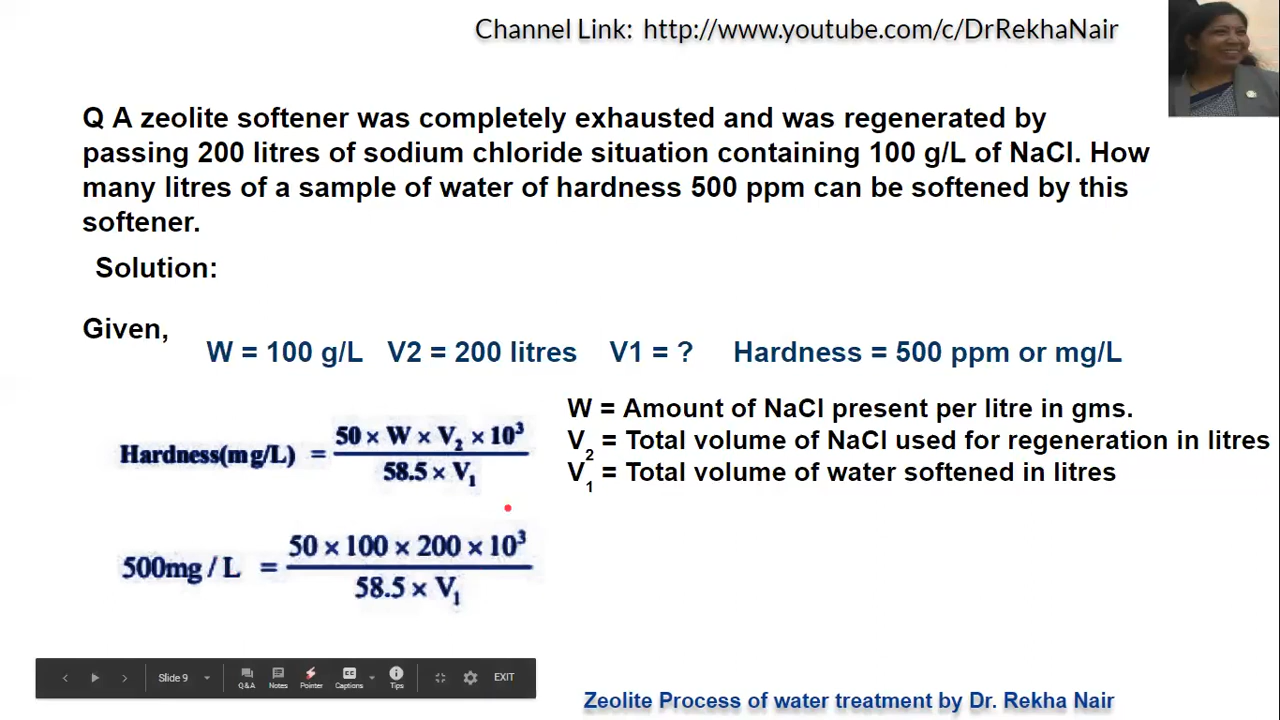 Channel Link: http://www.youtube.com/c/DrRekhaNair
Q A zeolite softener was completely exhausted and was regenerated by
passing 200 litres of sodium chloride situation containing 100 g/L of NaCl. How
many litres of a sample of water of hardness 500 ppm can be softened by this
softener.
Solution:
Given,
W = 100 g/L V2 = 200 litres V1 = ? Hardness = 500 ppm or mg/L
W = Amount of NaCl present per litre in gms.
V₂ = Total volume of NaCl used for regeneration in litres
V₁ = Total volume of water softened in litres
50 × W × V₂ × 10³
Hardness(mg/L) =
58.5 × V₁
50 × 100 × 200 × 10³
500mg / L =
58.5 × V₁
Slide 9 Q&A Notes Pointer Captions Tips EXIT
Zeolite Process of water treatment by Dr. Rekha Nair